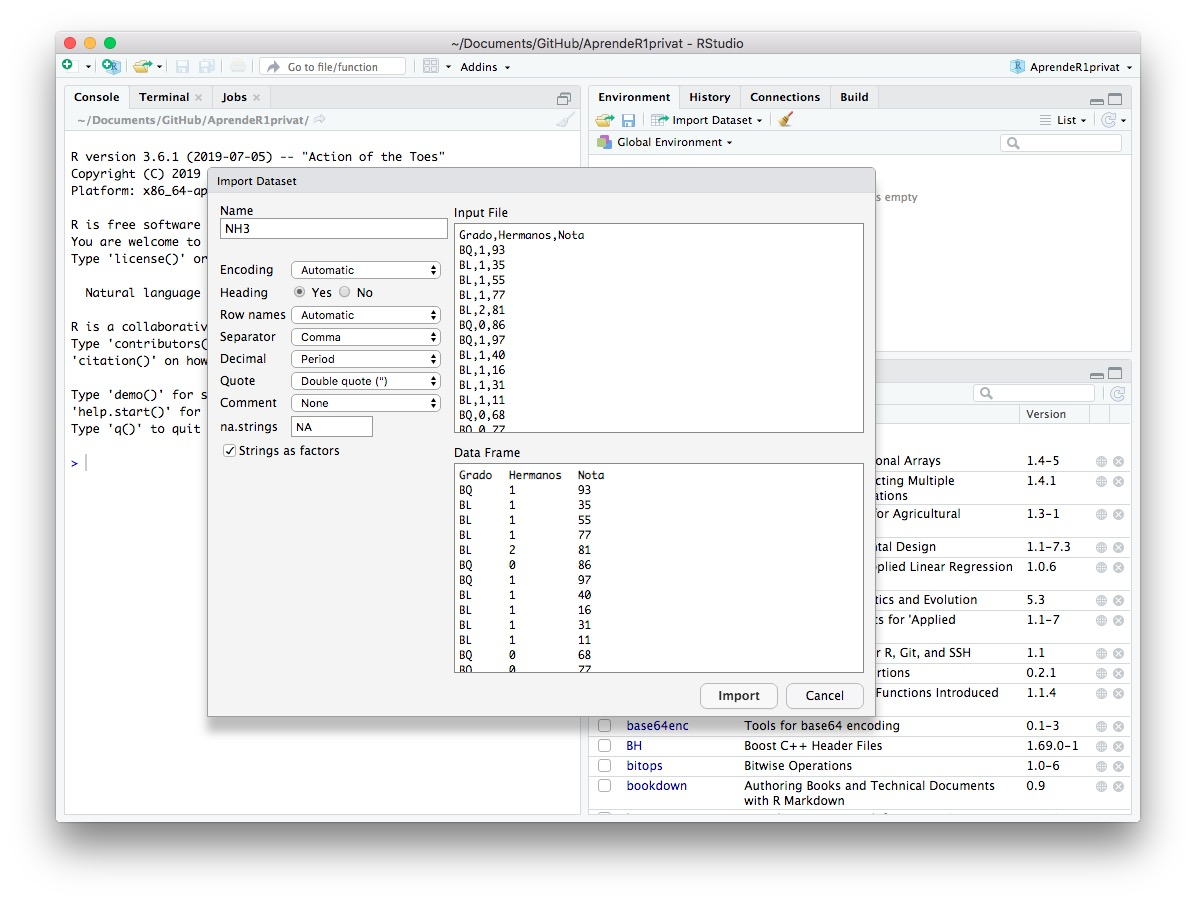 ~/Documents/GitHub/AprendeR1privat - RStudio
Go to file/function
Addins
AprendeR1privat
Console
Terminal
Jobs
~/Documents/GitHub/AprendeR1privat/
R version 3.6.1 (2019-07-05) -- "Action of the Toes"
Copyright (C) 2019
Platform: x86_64-ap
R is free software
You are welcome to
Type 'license()' or
Natural language
R is a collaborativ
Type 'contributors(
'citation()' on how
Type 'demo()' for s
'help.start()' for
Type 'q()' to quit
>
Environment
History
Connections
Build
Import Dataset
List
Global Environment
s empty
Import Dataset
Name
NH3
Encoding
Automatic
Heading
Yes
No
Row names
Automatic
Separator
Comma
Decimal
Period
Quote
Double quote (")
Comment
None
na.strings
NA
Strings as factors
Input File
Grado,Hermanos,Nota
BQ,1,93
BL,1,35
BL,1,55
BL,1,77
BL,2,81
BQ,0,86
BQ,1,97
BL,1,40
BL,1,16
BL,1,31
BL,1,11
BQ,0,68
BQ,0,77
Data Frame
Grado Hermanos Nota
BQ 1 93
BL 1 35
BL 1 55
BL 1 77
BL 2 81
BQ 0 86
BQ 1 97
BL 1 40
BL 1 16
BL 1 31
BL 1 11
BQ 0 68
BQ 0 77
Import
Cancel
Version
onal Arrays 1.4-5
cting Multiple 1.4.1
ations
for Agricultural 1.3-1
ntal Design 1.1-7.3
plied Linear Regression 1.0.6
tics and Evolution 5.3
ts for 'Applied 1.1-7
r R, Git, and SSH 1.1
rtions 0.2.1
Functions Introduced 1.1.4
base64enc Tools for base64 encoding 0.1-3
BH Boost C++ Header Files 1.69.0-1
bitops Bitwise Operations 1.0-6
bookdown Authoring Books and Technical Documents 0.9
with R Markdown